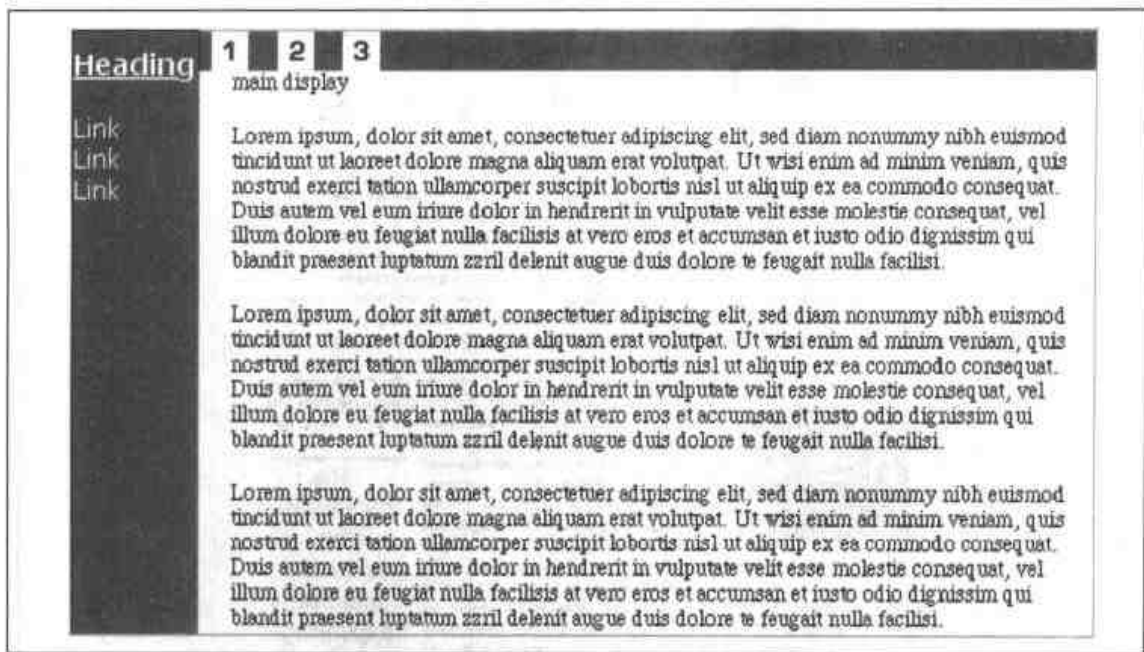 Heading
Link
Link
Link
1 2 3
main display
Lorem ipsum, dolor sit amet, consectetuer adipiscing elit, sed diam nonummy nibh euismod
tincidunt ut laoreet dolore magna aliquam erat volutpat. Ut wisi enim ad minim veniam, quis
nostrud exerci tation ullamcorper suscipit lobortis nisl ut aliquip ex ea commodo consequat.
Duis autem vel eum iriure dolor in hendrerit in vulputate velit esse molestie consequat, vel
illum dolore eu feugiat nulla facilisis at vero eros et accumsan et iusto odio dignissim qui
blandit praesent luptatum zzril delenit augue duis dolore te feugait nulla facilisi.
Lorem ipsum, dolor sit amet, consectetuer adipiscing elit, sed diam nonummy nibh euismod
tincidunt ut laoreet dolore magna aliquam erat volutpat. Ut wisi enim ad minim veniam, quis
nostrud exerci tation ullamcorper suscipit lobortis nisl ut aliquip ex ea commodo consequat.
Duis autem vel eum iriure dolor in hendrerit in vulputate velit esse molestie consequat, vel
illum dolore eu feugiat nulla facilisis at vero eros et accumsan et iusto odio dignissim qui
blandit praesent luptatum zzril delenit augue duis dolore te feugait nulla facilisi.
Lorem ipsum, dolor sit amet, consectetuer adipiscing elit, sed diam nonummy nibh euismod
tincidunt ut laoreet dolore magna aliquam erat volutpat. Ut wisi enim ad minim veniam, quis
nostrud exerci tation ullamcorper suscipit lobortis nisl ut aliquip ex ea commodo consequat.
Duis autem vel eum iriure dolor in hendrerit in vulputate velit esse molestie consequat, vel
illum dolore eu feugiat nulla facilisis at vero eros et accumsan et iusto odio dignissim qui
blandit praesent luptatum zzril delenit augue duis dolore te feugait nulla facilisi.